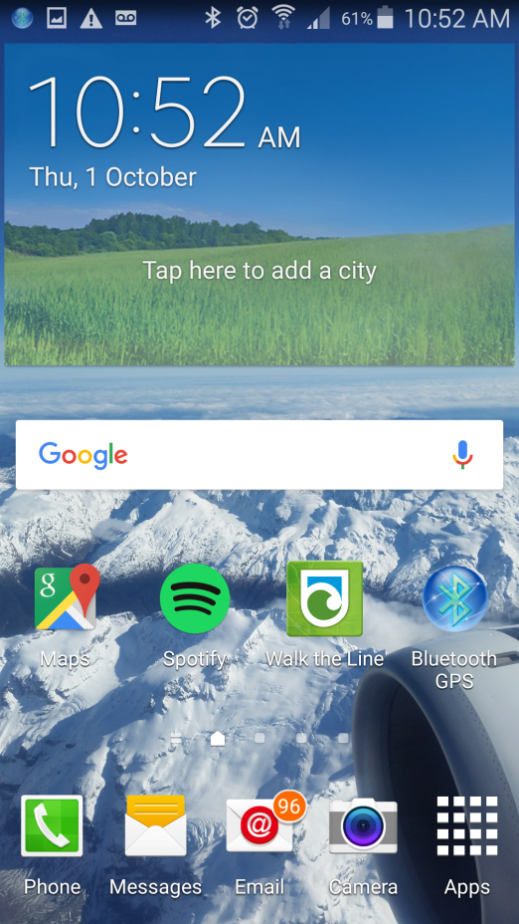 61% 10:52 AM
10:52 AM
Thu, 1 October
Tap here to add a city
Google
Maps
Spotify
Walk the Line
Bluetooth
GPS
96
Phone
Messages
Email
Camera
Apps